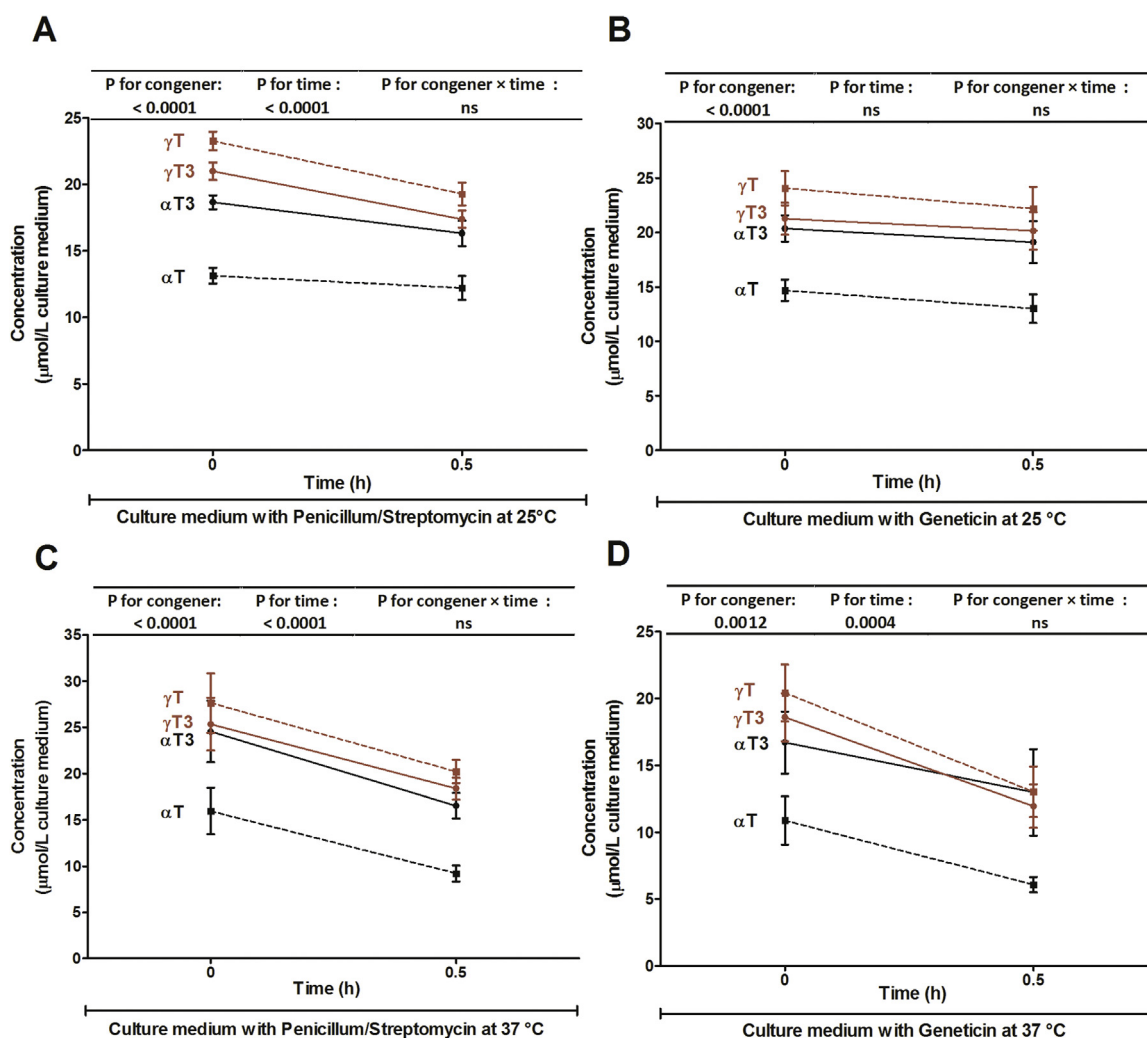 A
P for congener: P for time : P for congener × time :
< 0.0001 < 0.0001 ns
25
20
15
10
5
0
Concentration
(μmol/L culture medium)
γT
γT3
αT3
αT
0 0.5
Time (h)
Culture medium with Penicillum/Streptomycin at 25°C
B
P for congener: P for time : P for congener × time :
< 0.0001 ns ns
30
25
20
15
10
5
0
Concentration
(μmol/L culture medium)
γT
γT3
αT3
αT
0 0.5
Time (h)
Culture medium with Geneticin at 25 °C
C
P for congener: P for time : P for congener × time :
< 0.0001 < 0.0001 ns
35
30
25
20
15
10
5
0
Concentration
(μmol/L culture medium)
γT
γT3
αT3
αT
0 0.5
Time (h)
Culture medium with Penicillum/Streptomycin at 37 °C
D
P for congener: P for time : P for congener × time :
0.0012 0.0004 ns
25
20
15
10
5
0
Concentration
(μmol/L culture medium)
γT
γT3
αT3
αT
0 0.5
Time (h)
Culture medium with Geneticin at 37 °C